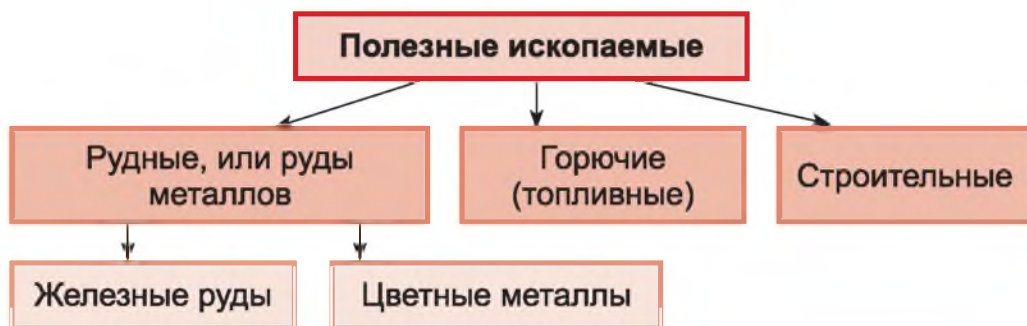 Полезные ископаемые
Рудные, или руды
металлов
Горючие
(топливные)
Строительные
Железные руды
Цветные металлы